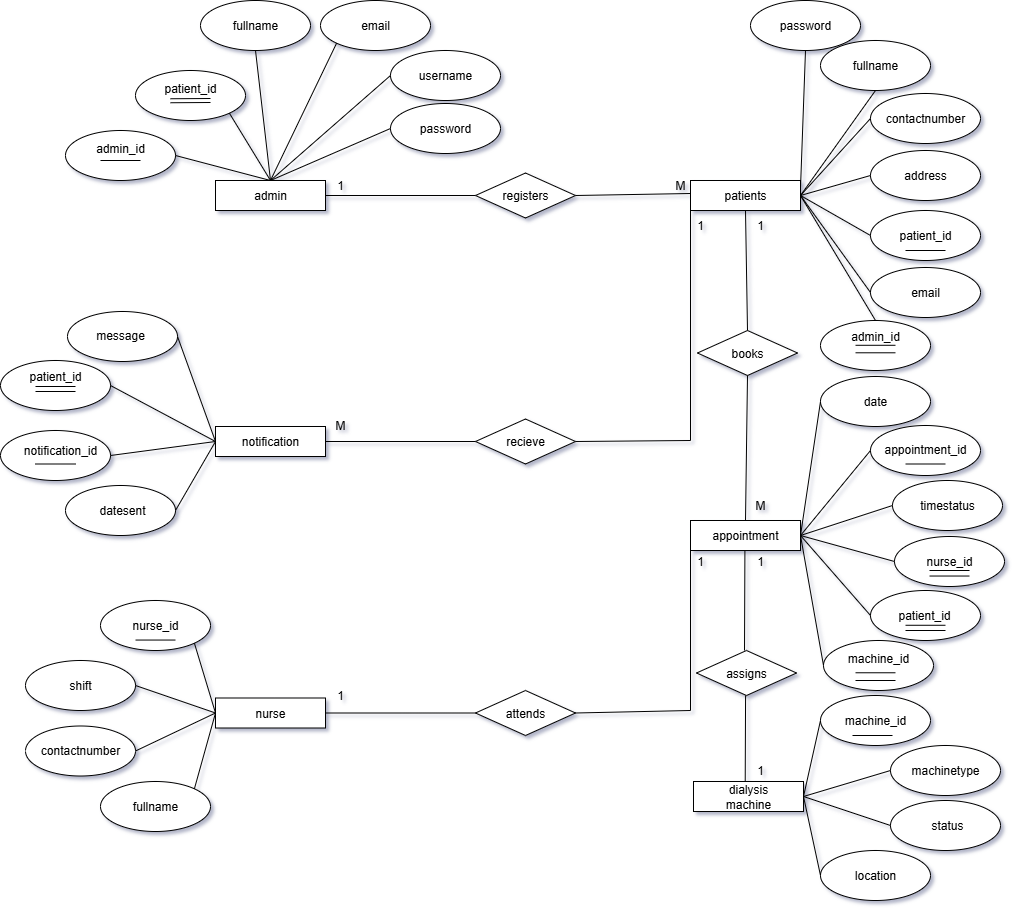 fullname
email
password
patient_id
username
fullname
admin_id
password
contactnumber
admin
1
registers
M
patients
address
1
1
patient_id
email
message
books
admin_id
patient_id
date
notification
M
recieve
notification_id
appointment_id
datesent
M
timestatus
appointment
1
1
nurse_id
nurse_id
patient_id
shift
assigns
machine_id
nurse
1
attends
contactnumber
machine_id
fullname
1
machinetype
dialysis
machine
status
location